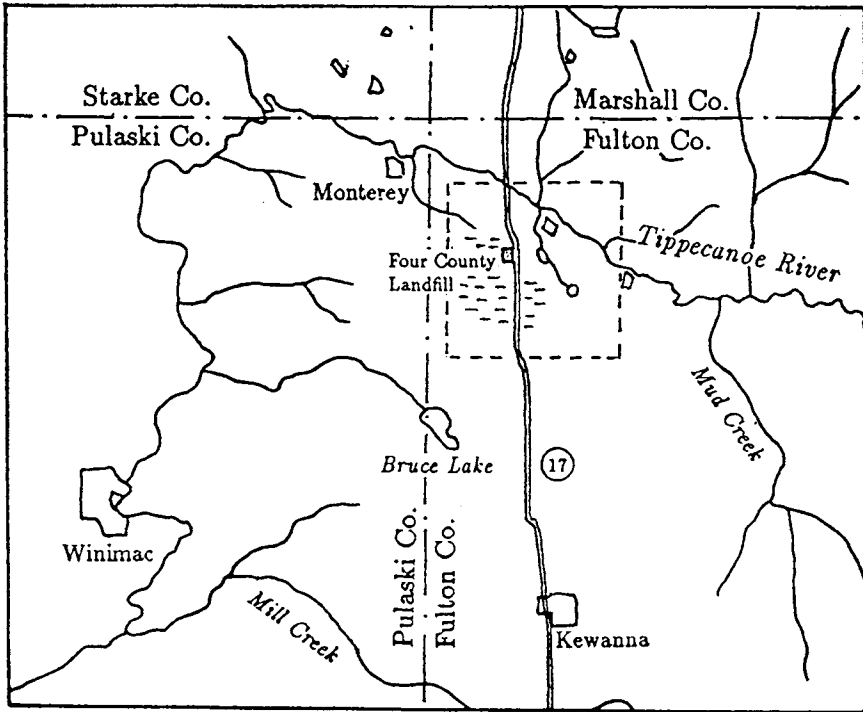 Starke Co.
Marshall Co.
Pulaski Co.
Fulton Co.
Monterey
Tippecanoe River
Four County
Landfill
Mud Creek
Bruce Lake
17
Winimac
Pulaski Co.
Fulton Co.
Mill Creek
Kewanna